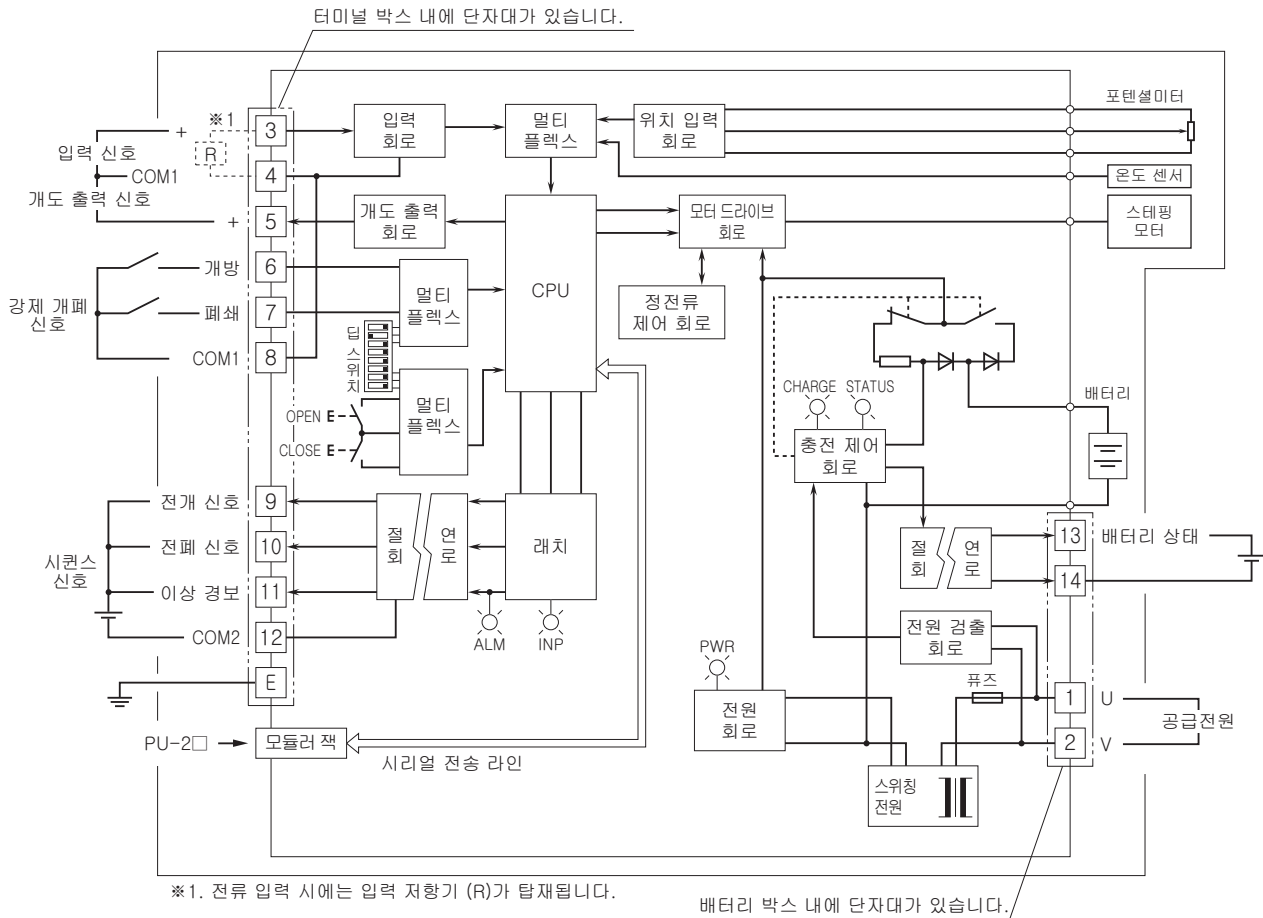 터미널 박스 내에 단자대가 있습니다.
※1
+
입력 신호
R
COM1
개도 출력 신호
+
3
4
5
입력
회로
멀티
플렉스
위치 입력
회로
포텐셜미터
온도 센서
개도 출력
회로
CPU
모터 드라이브
회로
스테핑
모터
강제 개폐
신호
개방
6
폐쇄
7
COM1
8
멀티
플렉스
정전류
제어 회로
딥
스
위
치
OPEN
CLOSE
멀티
플렉스
CHARGE
STATUS
충전 제어
회로
배터리
시퀀스
신호
전개 신호
9
전폐 신호
10
이상 경보
11
COM2
12
E
절 연
회 로
래치
ALM
INP
절 연
회 로
13
배터리 상태
14
전원 검출
회로
PWR
전원
회로
퓨즈
1
U
2
V
공급전원
스위칭
전원
PU-2□
모듈러 잭
시리얼 전송 라인
※1. 전류 입력 시에는 입력 저항기 (R)가 탑재됩니다.
배터리 박스 내에 단자대가 있습니다.